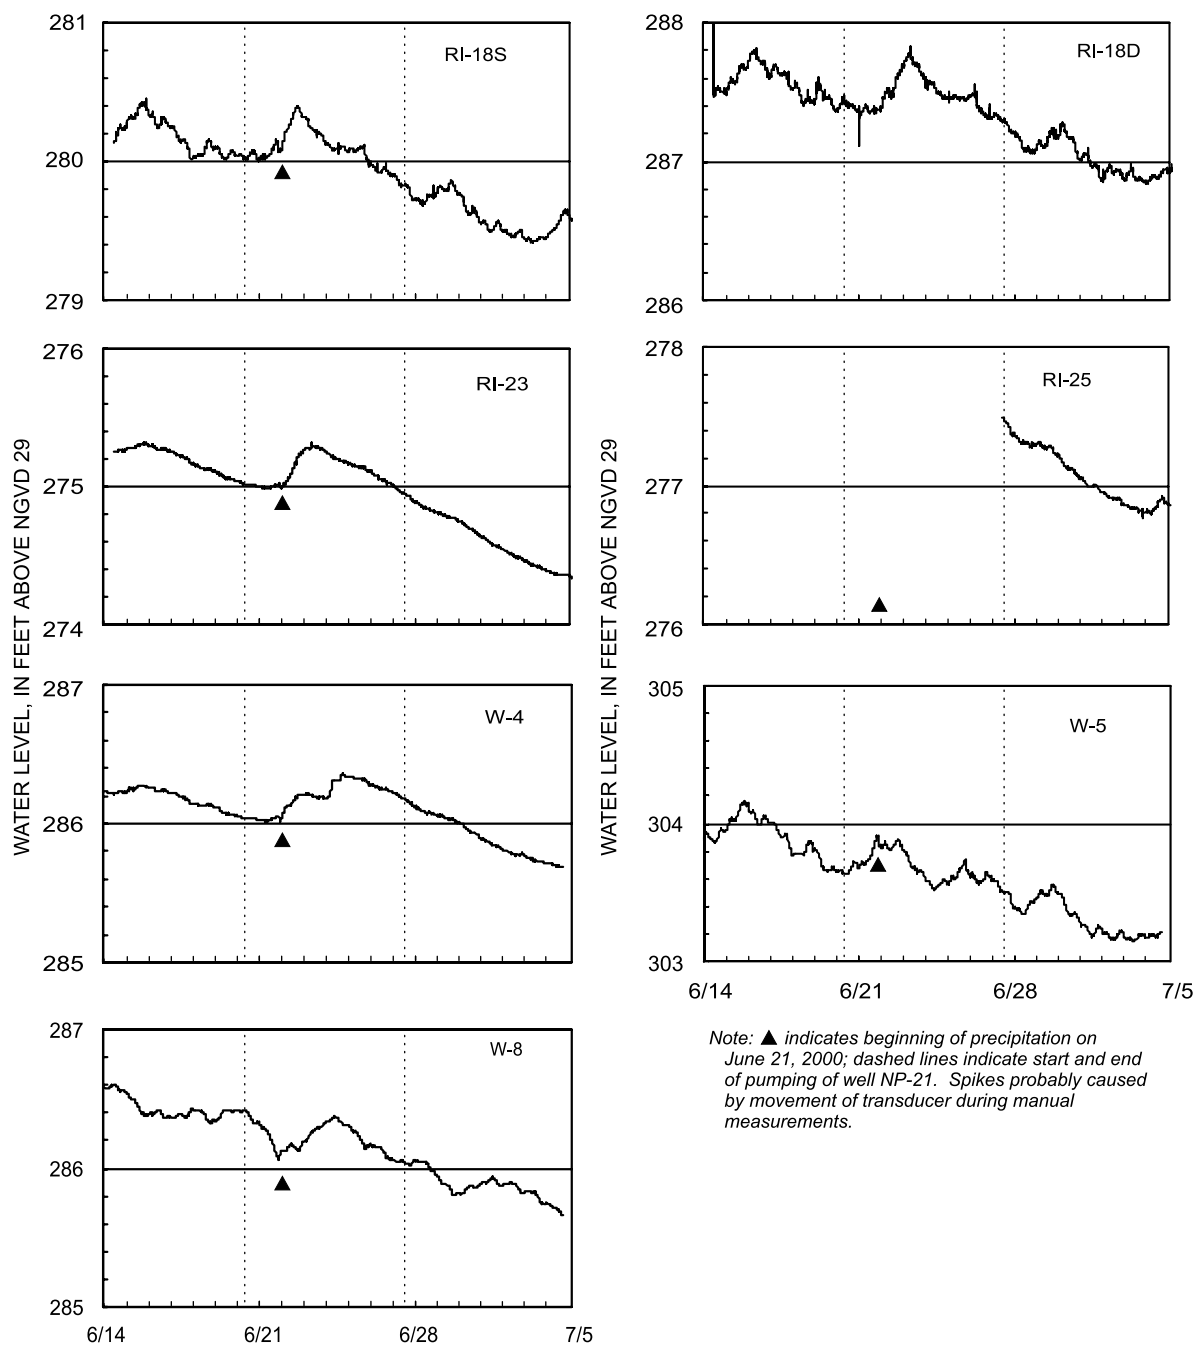 281
RI-18S
280
279
288
RI-18D
287
286
WATER LEVEL, IN FEET ABOVE NGVD 29
276
RI-23
275
274
WATER LEVEL, IN FEET ABOVE NGVD 29
278
RI-25
277
276
287
W-4
286
285
305
W-5
304
303
6/14 6/21 6/28 7/5
287
W-8
286
285
6/14 6/21 6/28 7/5
Note: ▲ indicates beginning of precipitation on
June 21, 2000; dashed lines indicate start and end
of pumping of well NP-21. Spikes probably caused
by movement of transducer during manual
measurements.